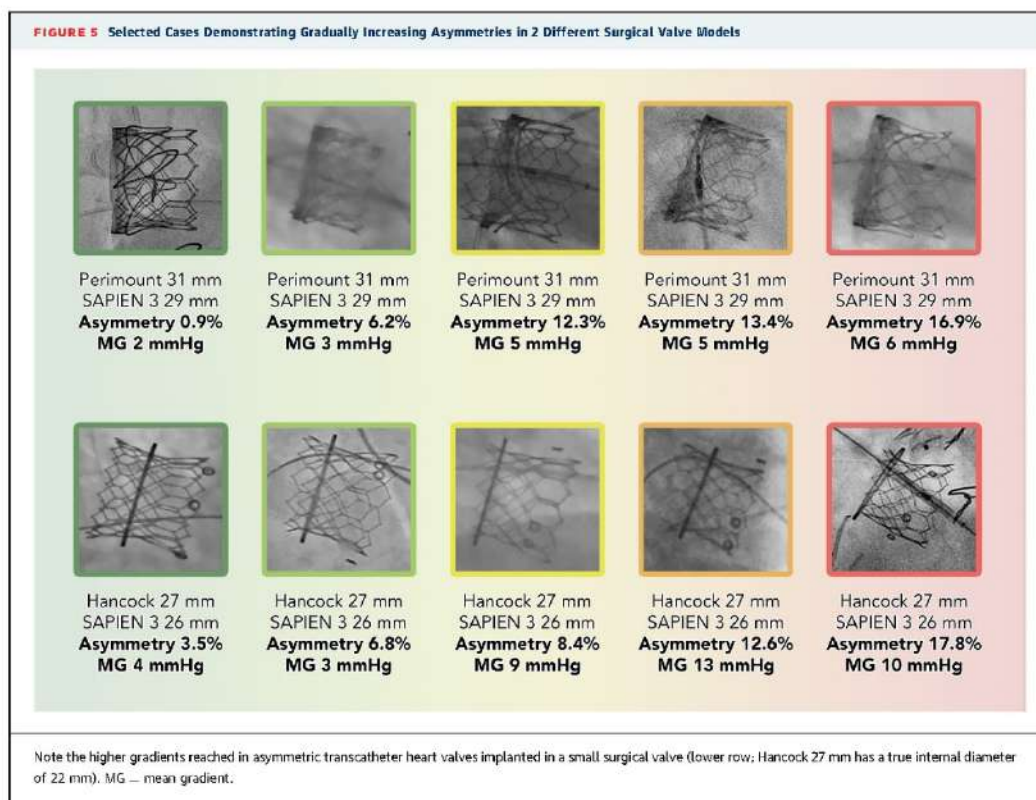 FIGURE 5 Selected Cases Demonstrating Gradually Increasing Asymmetries in 2 Different Surgical Valve Models
Perimount 31 mm
SAPIEN 3 29 mm
Asymmetry 0.9%
MG 2 mmHg
Perimount 31 mm
SAPIEN 3 29 mm
Asymmetry 6.2%
MG 3 mmHg
Perimount 31 mm
SAPIEN 3 29 mm
Asymmetry 12.3%
MG 5 mmHg
Perimount 31 mm
SAPIEN 3 29 mm
Asymmetry 13.4%
MG 5 mmHg
Perimount 31 mm
SAPIEN 3 29 mm
Asymmetry 16.9%
MG 6 mmHg
Hancock 27 mm
SAPIEN 3 26 mm
Asymmetry 3.5%
MG 4 mmHg
Hancock 27 mm
SAPIEN 3 26 mm
Asymmetry 6.8%
MG 3 mmHg
Hancock 27 mm
SAPIEN 3 26 mm
Asymmetry 8.4%
MG 9 mmHg
Hancock 27 mm
SAPIEN 3 26 mm
Asymmetry 12.6%
MG 13 mmHg
Hancock 27 mm
SAPIEN 3 26 mm
Asymmetry 17.8%
MG 10 mmHg
Note the higher gradients reached in asymmetric transcatheter heart valves implanted in a small surgical valve (lower row; Hancock 27 mm has a true internal diameter
of 22 mm). MG = mean gradient.